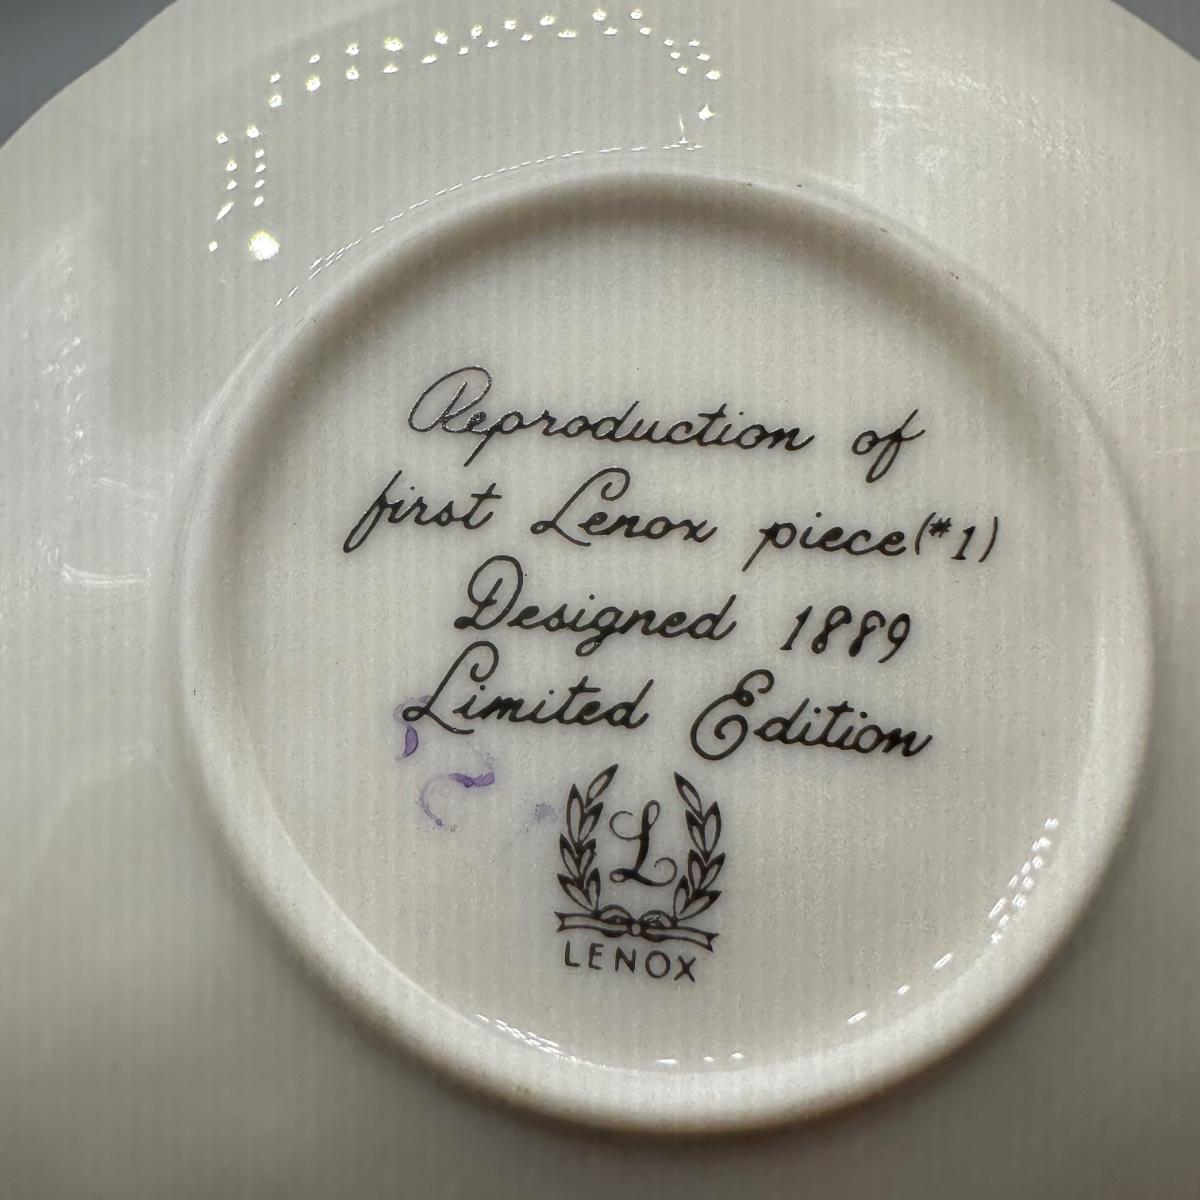 Reproduction of
first Lenox piece (#1)
Designed 1889
Limited Edition
L
LENOX